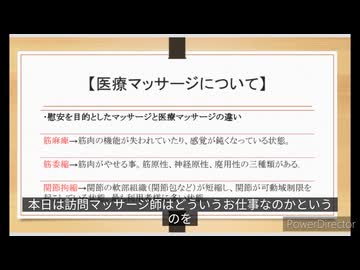 【医療マッサージについて】
・慰安を目的としたマッサージと医療マッサージの違い
筋麻痺→筋肉の機能が失われていたり、感覚が鈍くなっている状態。
筋委縮→筋肉がやせる事。筋原性、神経原性、廃用性の三種類がある.
関節拘縮→関節の軟部組織(関節包など)が短縮し、関節が可動域制限を
本日は訪問マッサージ師はどういうお仕事なのかという
のを
PowerDirector